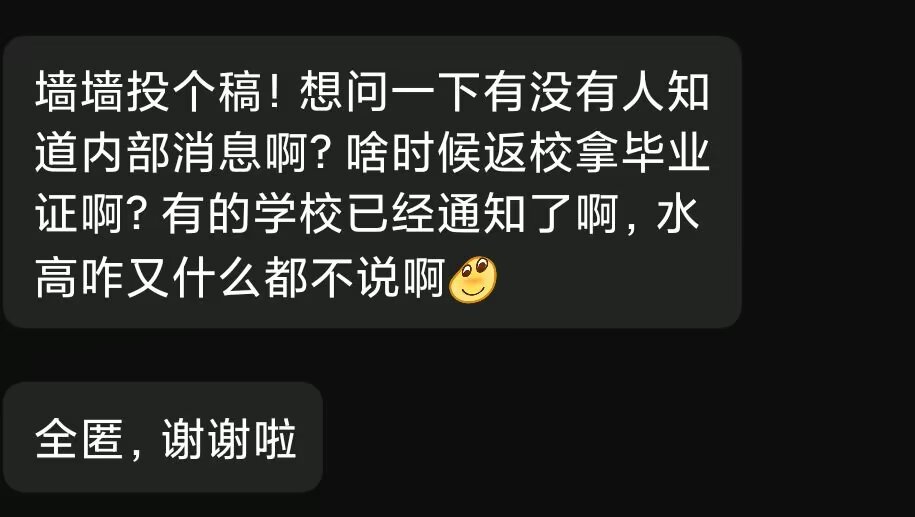 墙墙投个稿！想问一下有没有人知
道内部消息啊？啥时候返校拿毕业
证啊？有的学校已经通知了啊，水
高咋又什么都不说啊
全匿，谢谢啦